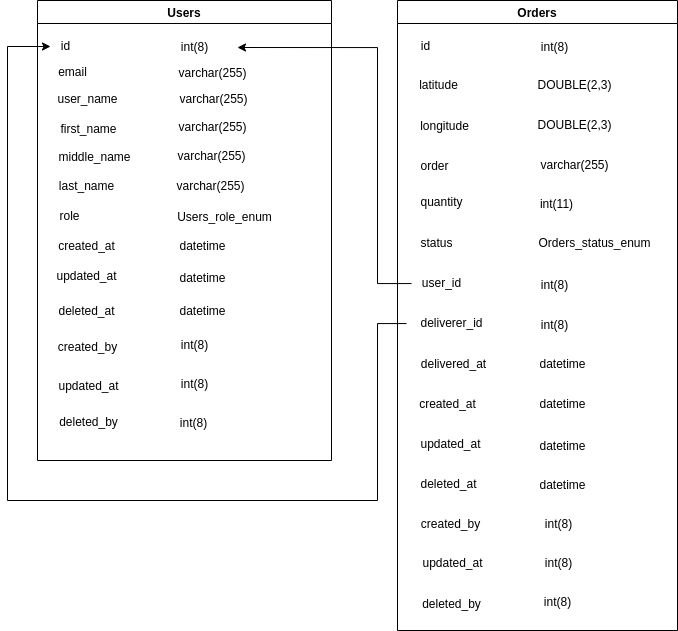 Users
id int(8)
email varchar(255)
user_name varchar(255)
first_name varchar(255)
middle_name varchar(255)
last_name varchar(255)
role Users_role_enum
created_at datetime
updated_at datetime
deleted_at datetime
created_by int(8)
updated_at int(8)
deleted_by int(8)
Orders
id int(8)
latitude DOUBLE(2,3)
longitude DOUBLE(2,3)
order varchar(255)
quantity int(11)
status Orders_status_enum
user_id int(8)
deliverer_id int(8)
delivered_at datetime
created_at datetime
updated_at datetime
deleted_at datetime
created_by int(8)
updated_at int(8)
deleted_by int(8)